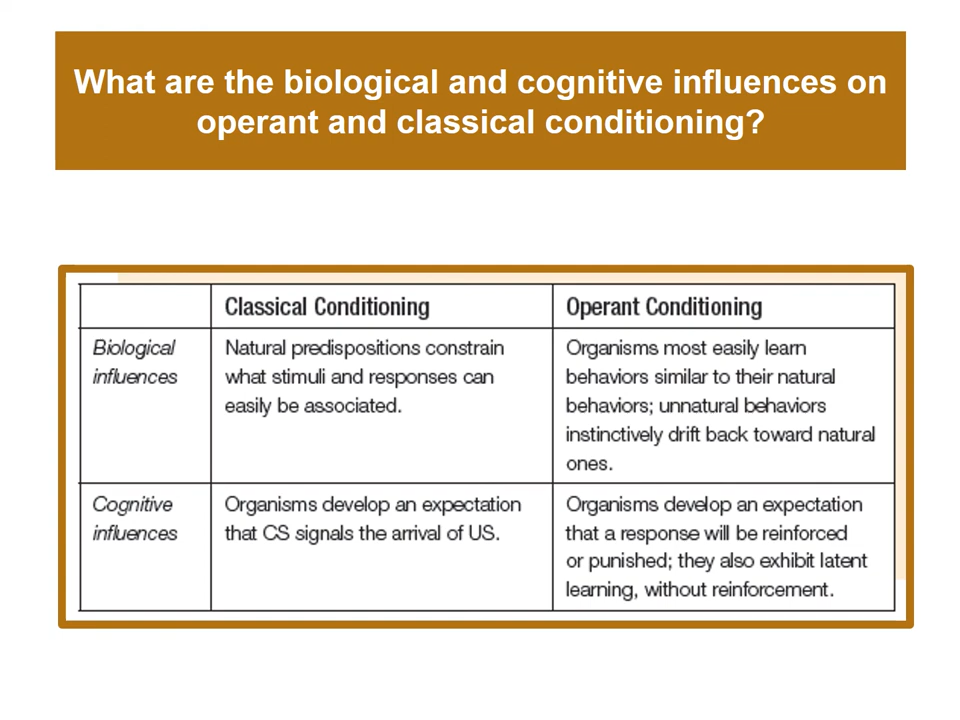 What are the biological and cognitive influences on
operant and classical conditioning?
Classical Conditioning
Operant Conditioning
Biological
influences
Natural predispositions constrain
what stimuli and responses can
easily be associated.
Organisms most easily learn
behaviors similar to their natural
behaviors; unnatural behaviors
instinctively drift back toward natural
ones.
Cognitive
influences
Organisms develop an expectation
that CS signals the arrival of US.
Organisms develop an expectation
that a response will be reinforced
or punished; they also exhibit latent
learning, without reinforcement.